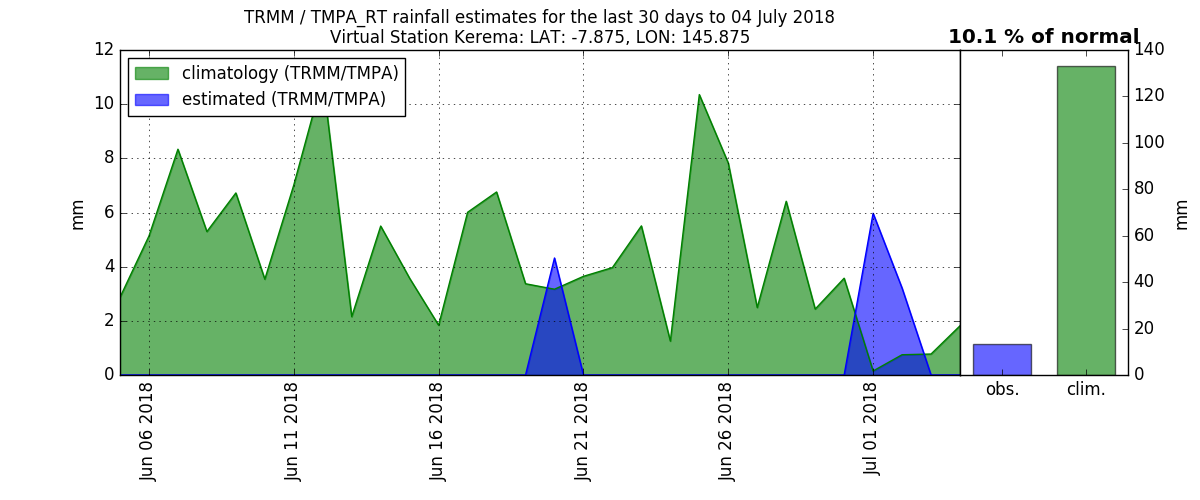 TRMM / TMPA_RT rainfall estimates for the last 30 days to 04 July 2018
Virtual Station Kerema: LAT: -7.875, LON: 145.875
10.1 % of normal
climatology (TRMM/TMPA)
estimated (TRMM/TMPA)
12
10
8
6
4
2
0
mm
Jun 06 2018
Jun 11 2018
Jun 16 2018
Jun 21 2018
Jun 26 2018
Jul 01 2018
obs.
clim.
140
120
100
80
60
40
20
0
mm